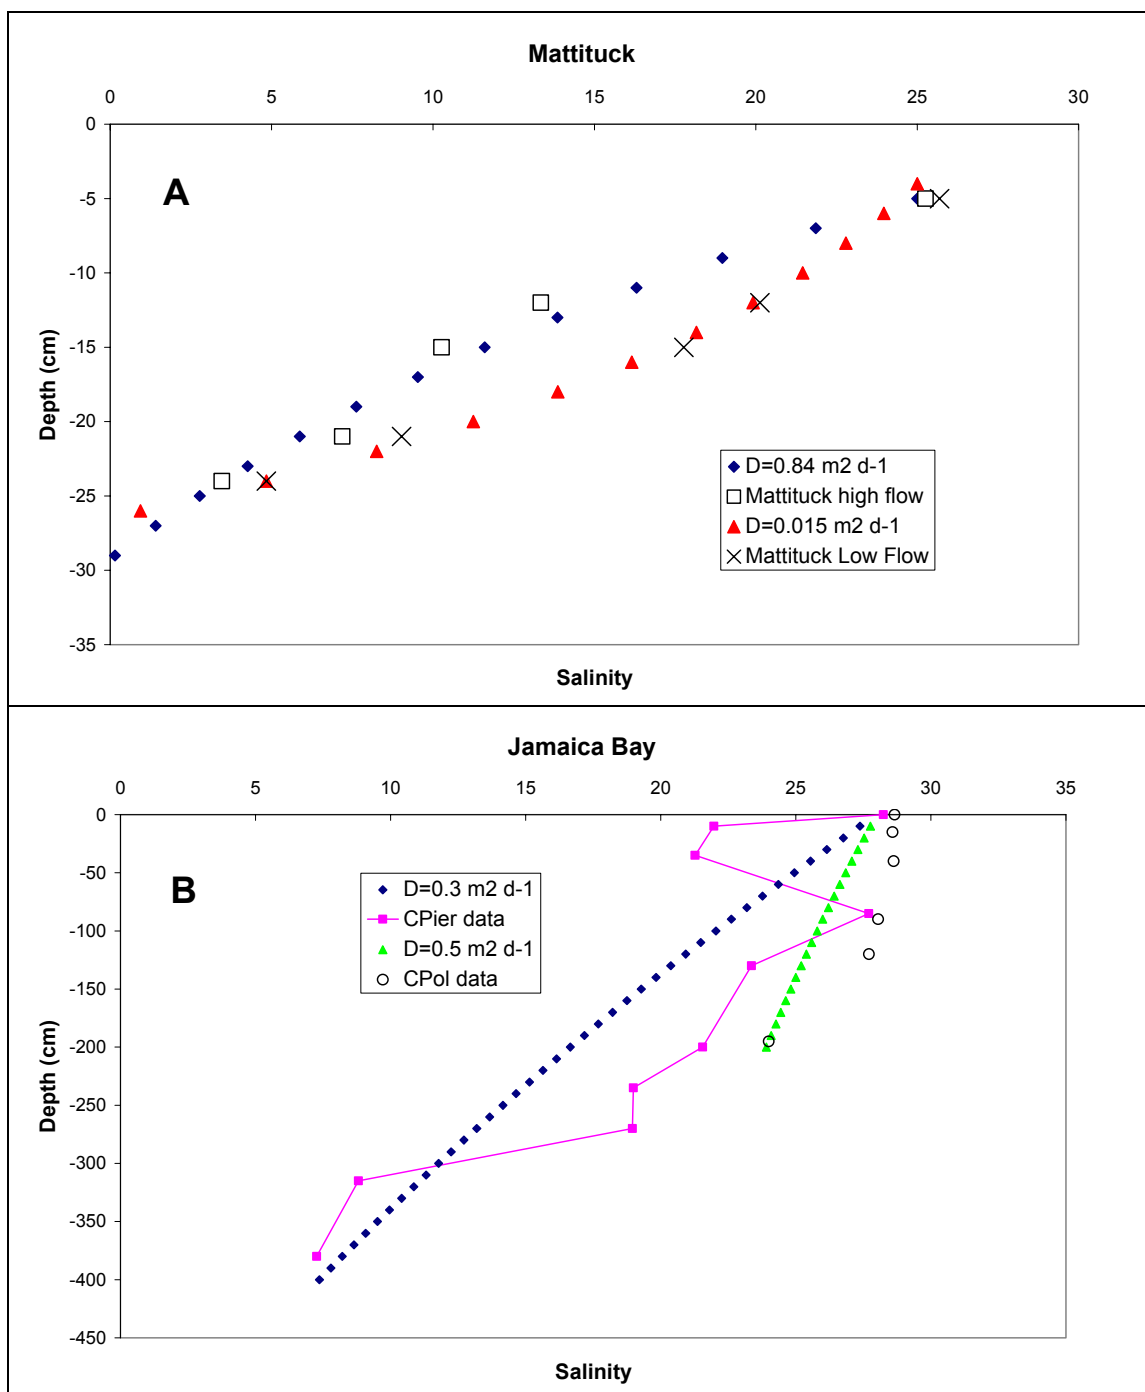 Mattituck
0 5 10 15 20 25 30
0
-5
-10
-15
-20
-25
-30
-35
Depth (cm)
A
D=0.84 m2 d-1
Mattituck high flow
D=0.015 m2 d-1
Mattituck Low Flow
Salinity
Jamaica Bay
0 5 10 15 20 25 30 35
0
-50
-100
-150
-200
-250
-300
-350
-400
-450
Depth (cm)
B
D=0.3 m2 d-1
CPier data
D=0.5 m2 d-1
CPol data
Salinity